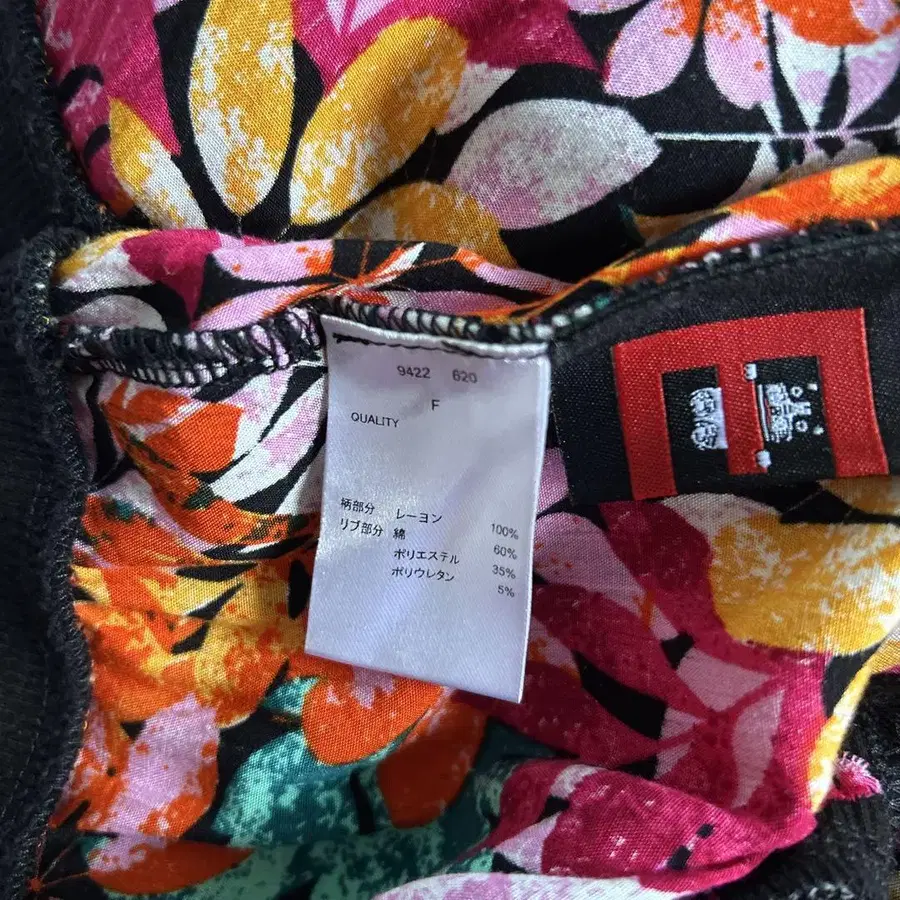 9422 620
F
QUALITY
柄部分 レーヨン 100%
リブ部分 綿 60%
ポリエステル 35%
ポリウレタン 5%